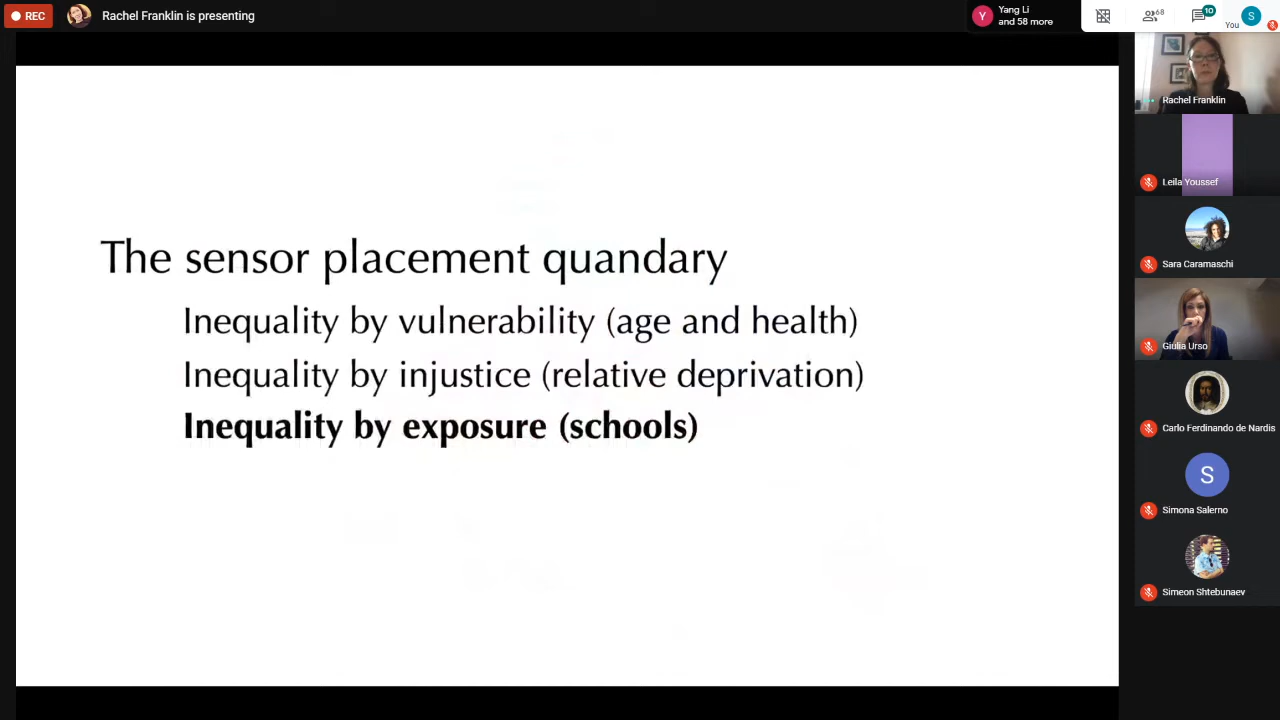 REC
Rachel Franklin is presenting
Y
Yang Li
and 58 more
68
10
You
S
The sensor placement quandary
Inequality by vulnerability (age and health)
Inequality by injustice (relative deprivation)
Inequality by exposure (schools)
Rachel Franklin
Leila Youssef
Sara Caramaschi
Giulia Urso
Carlo Ferdinando de Nardis
S
Simona Salerno
Simeon Shtebunaev